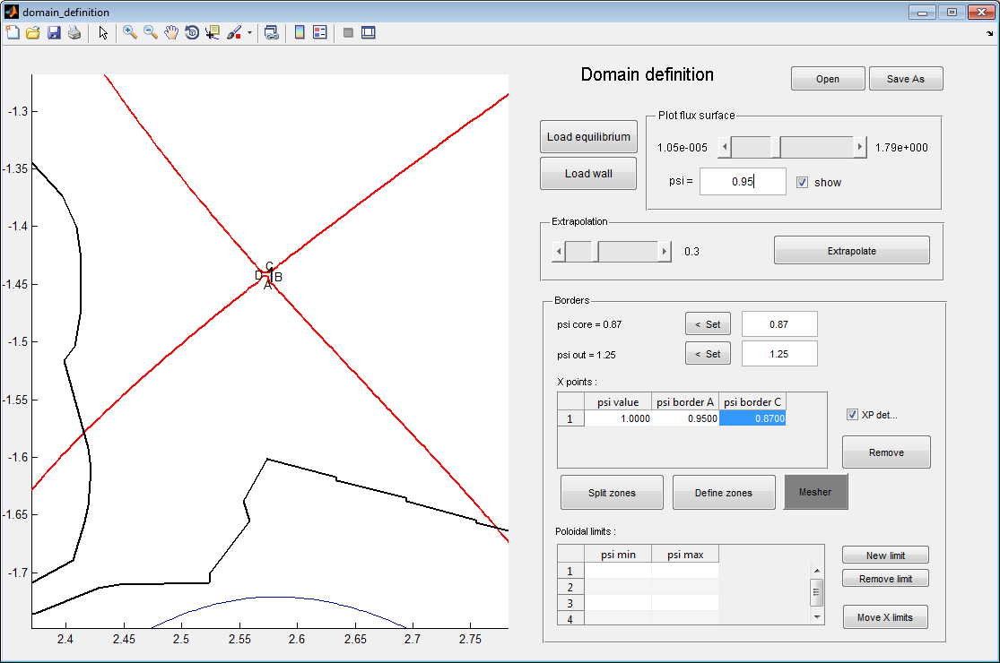 domain_definition
Domain definition
Open
Save As
Plot flux surface
Load equilibrium
1.05e-005
1.79e+000
Load wall
psi =
0.95
show
Extrapolation
0.3
Extrapolate
Borders
psi core = 0.87
< Set
0.87
psi out = 1.25
< Set
1.25
X points :
psi value psi border A psi border C
1 1.0000 0.9500 0.8700
XP det...
Remove
Split zones
Define zones
Mesher
Poloidal limits :
psi min psi max
1
2
3
4
New limit
Remove limit
Move X limits
-1.3
-1.35
-1.4
-1.45
-1.5
-1.55
-1.6
-1.65
-1.7
C
D B
A
2.4 2.45 2.5 2.55 2.6 2.65 2.7 2.75